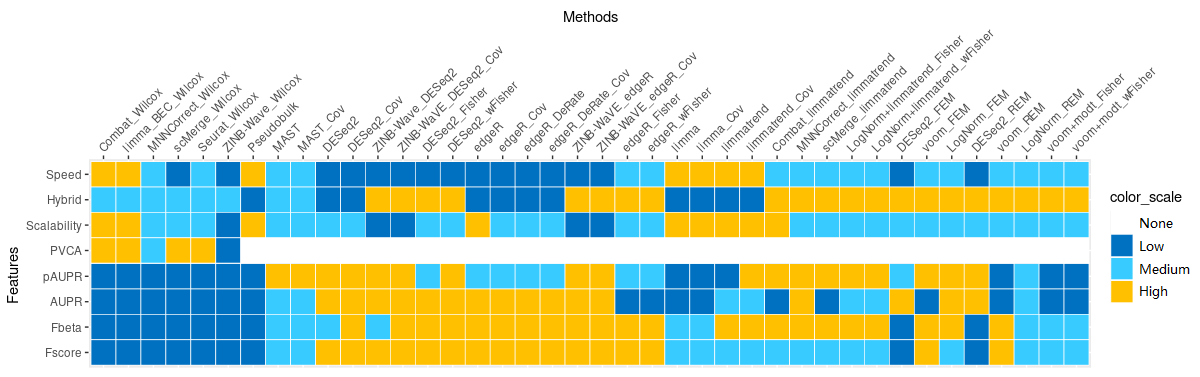 Methods
Combat_Wilcox
limma_BEC_Wilcox
MNNCorrect_Wilcox
scMerge_Wilcox
Seurat_Wilcox
ZINB-Wave_Wilcox
Pseudobulk
MAST
MAST_Cov
DESeq2
DESeq2_Cov
ZINB-Wave_DESeq2
ZINB-WAVE_DESeq2_Cov
DESeq2_Fisher
DESeq2_wFisher
edgeR
edgeR_Cov
edgeR_DeRate
edgeR_DeRate_Cov
ZINB-WaVE_edgeR
ZINB-WaVE_edgeR_Cov
edgeR_Fisher
edgeR_wFisher
limma
limma_Cov
limmatrend
limmatrend_Cov
Combat_limmatrend
MNNCorrect_limmatrend
scMerge_limmatrend
LogNorm+limmatrend_Fisher
LogNorm+limmatrend_wFisher
DESeq2_FEM
voom_FEM
LogNorm_FEM
DESeq2_REM
voom_REM
LogNorm_REM
voom+modt_Fisher
voom+modt_wFisher
Features
Speed
Hybrid
Scalability
PVCA
pAUPR
AUPR
Fbeta
Fscore
color_scale
None
Low
Medium
High